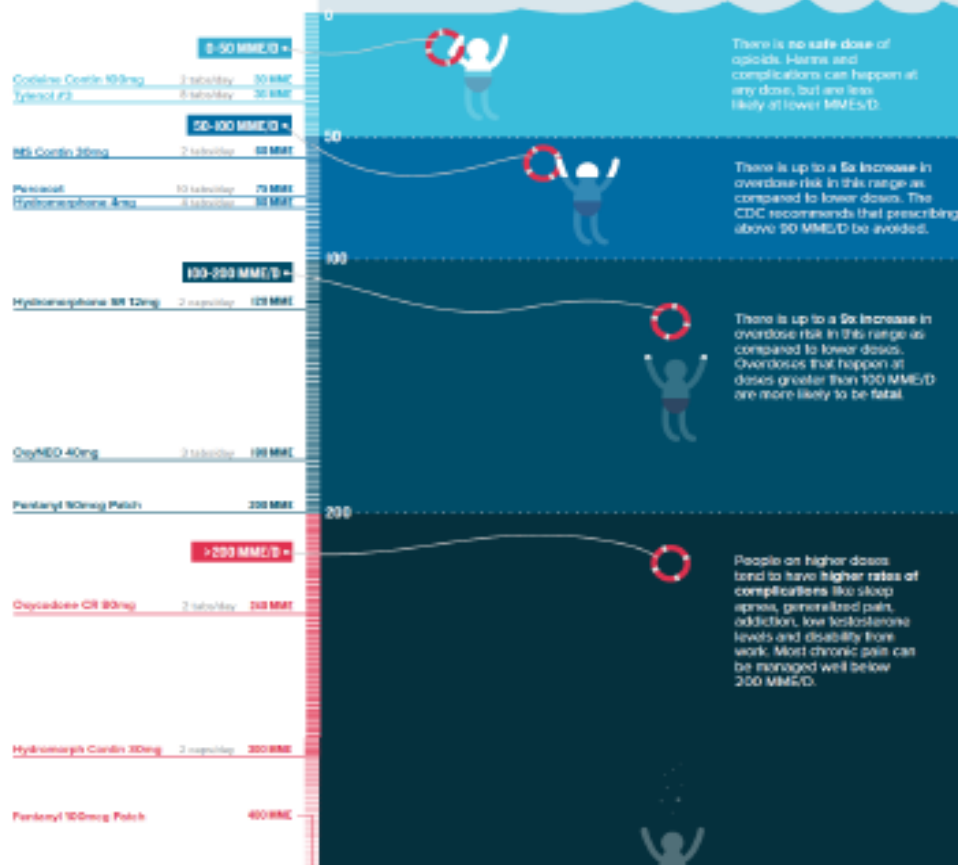 0
0-50 MME/D
Codeine Contin 100mg 2 tabs/day 30 MME
Tylenol #3 8 tabs/day
50-100 MME/D
50
MS Contin 30mg 2 tabs/day 60 MME
Percocet 10 tabs/day 75 MME
Hydromorphone 4mg 4 tabs/day 80 MME
100
100-200 MME/D
Hydromorphone SR 12mg 2 caps/day 120 MME
OxyNEO 40mg 3 tabs/day 180 MME
Fentanyl 50mcg Patch 200 MME
200
>200 MME/D
Oxycodone CR 80mg 2 tabs/day 240 MME
Hydromorph Contin 30mg 2 caps/day 300 MME
Fentanyl 100mcg Patch 400 MME
There is no safe dose of
opioids. Harms and
complications can happen at
any dose, but are less
likely at lower MMEs/D.
There is up to a 5x increase in
overdose risk in this range as
compared to lower doses. The
CDC recommends that prescribing
above 90 MME/D be avoided.
There is up to a 9x increase in
overdose risk in this range as
compared to lower doses.
Overdoses that happen at
doses greater than 100 MME/D
are more likely to be fatal.
People on higher doses
tend to have higher rates of
complications like sleep
apnea, generalized pain,
addiction, low testosterone
levels and disability from
work. Most chronic pain can
be managed well below
200 MME/D.